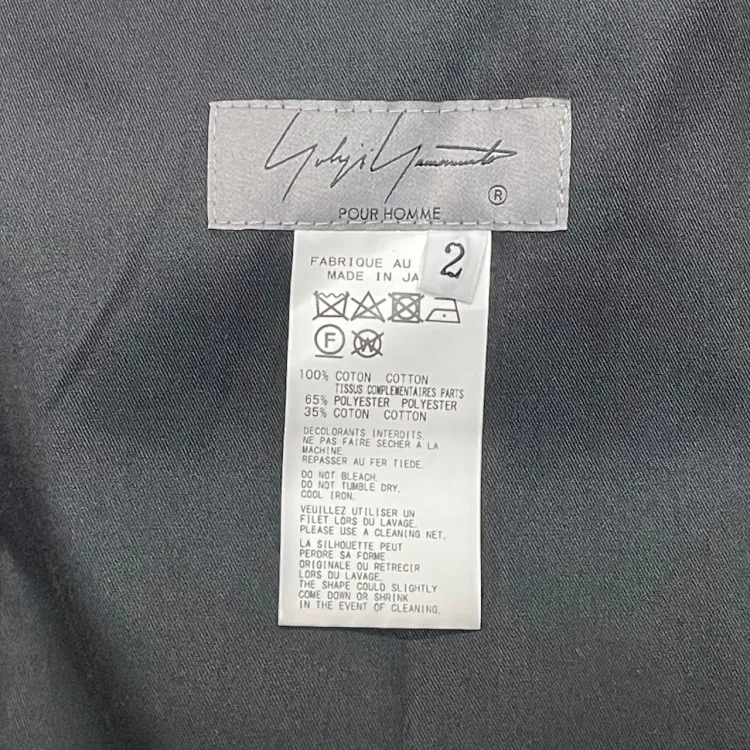 Yohji Yamamoto
®
POUR HOMME
2
FABRIQUE AU
MADE IN JA
F W
100% COTON COTTON
TISSUS COMPLEMENTAIRES PARTS
65% POLYESTER POLYESTER
35% COTON COTTON
DECOLORANTS INTERDITS.
NE PAS FAIRE SECHER A LA
MACHINE.
REPASSER AU FER TIEDE.
DO NOT BLEACH.
DO NOT TUMBLE DRY.
COOL IRON.
VEUILLEZ UTILISER UN
FILET LORS DU LAVAGE.
PLEASE USE A CLEANING NET.
LA SILHOUETTE PEUT
PERDRE SA FORME
ORIGINALE OU RETRECIR
LORS DU LAVAGE.
THE SHAPE COULD SLIGHTLY
COME DOWN OR SHRINK
IN THE EVENT OF CLEANING.